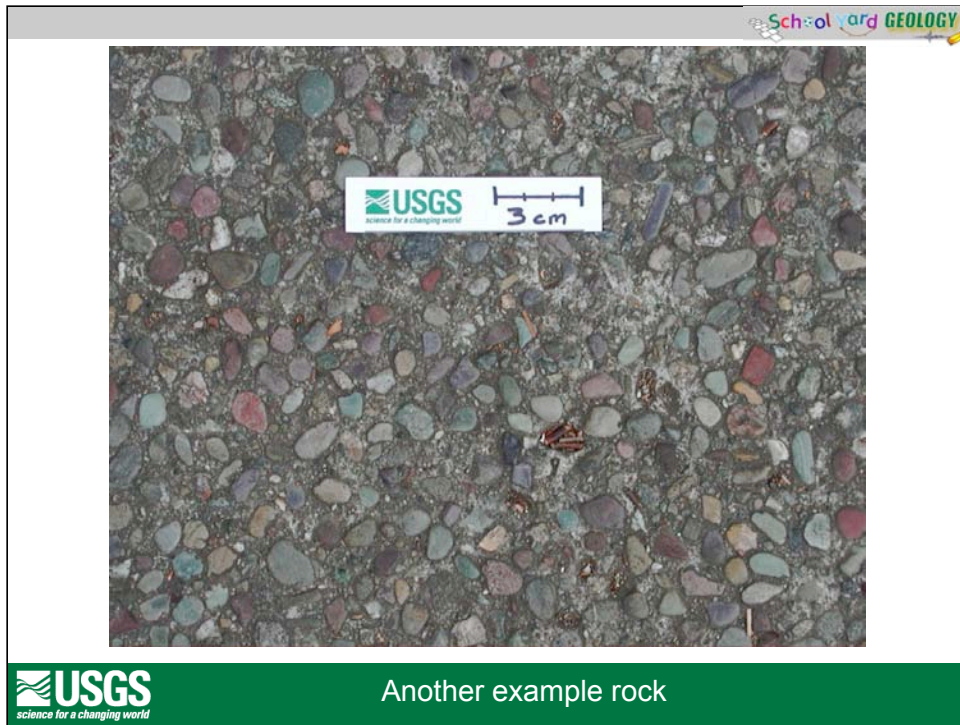 School Yard GEOLOGY
USGS
science for a changing world
3 cm
USGS
science for a changing world
Another example rock